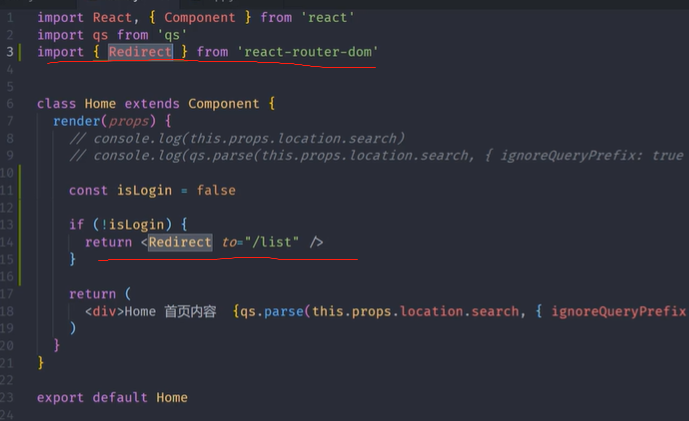 1 import React, { Component } from 'react'
2 import qs from 'qs'
3 import { Redirect } from 'react-router-dom'
4
5
6 class Home extends Component {
7 render(props) {
8 // console.log(this.props.location.search)
9 // console.log(qs.parse(this.props.location.search, { ignoreQueryPrefix: true
10
11 const isLogin = false
12
13 if (!isLogin) {
14 return <Redirect to="/list" />
15 }
16
17 return (
18 <div>Home 首页内容 {qs.parse(this.props.location.search, { ignoreQueryPrefix
19 )
20 }
21 }
22
23 export default Home
24